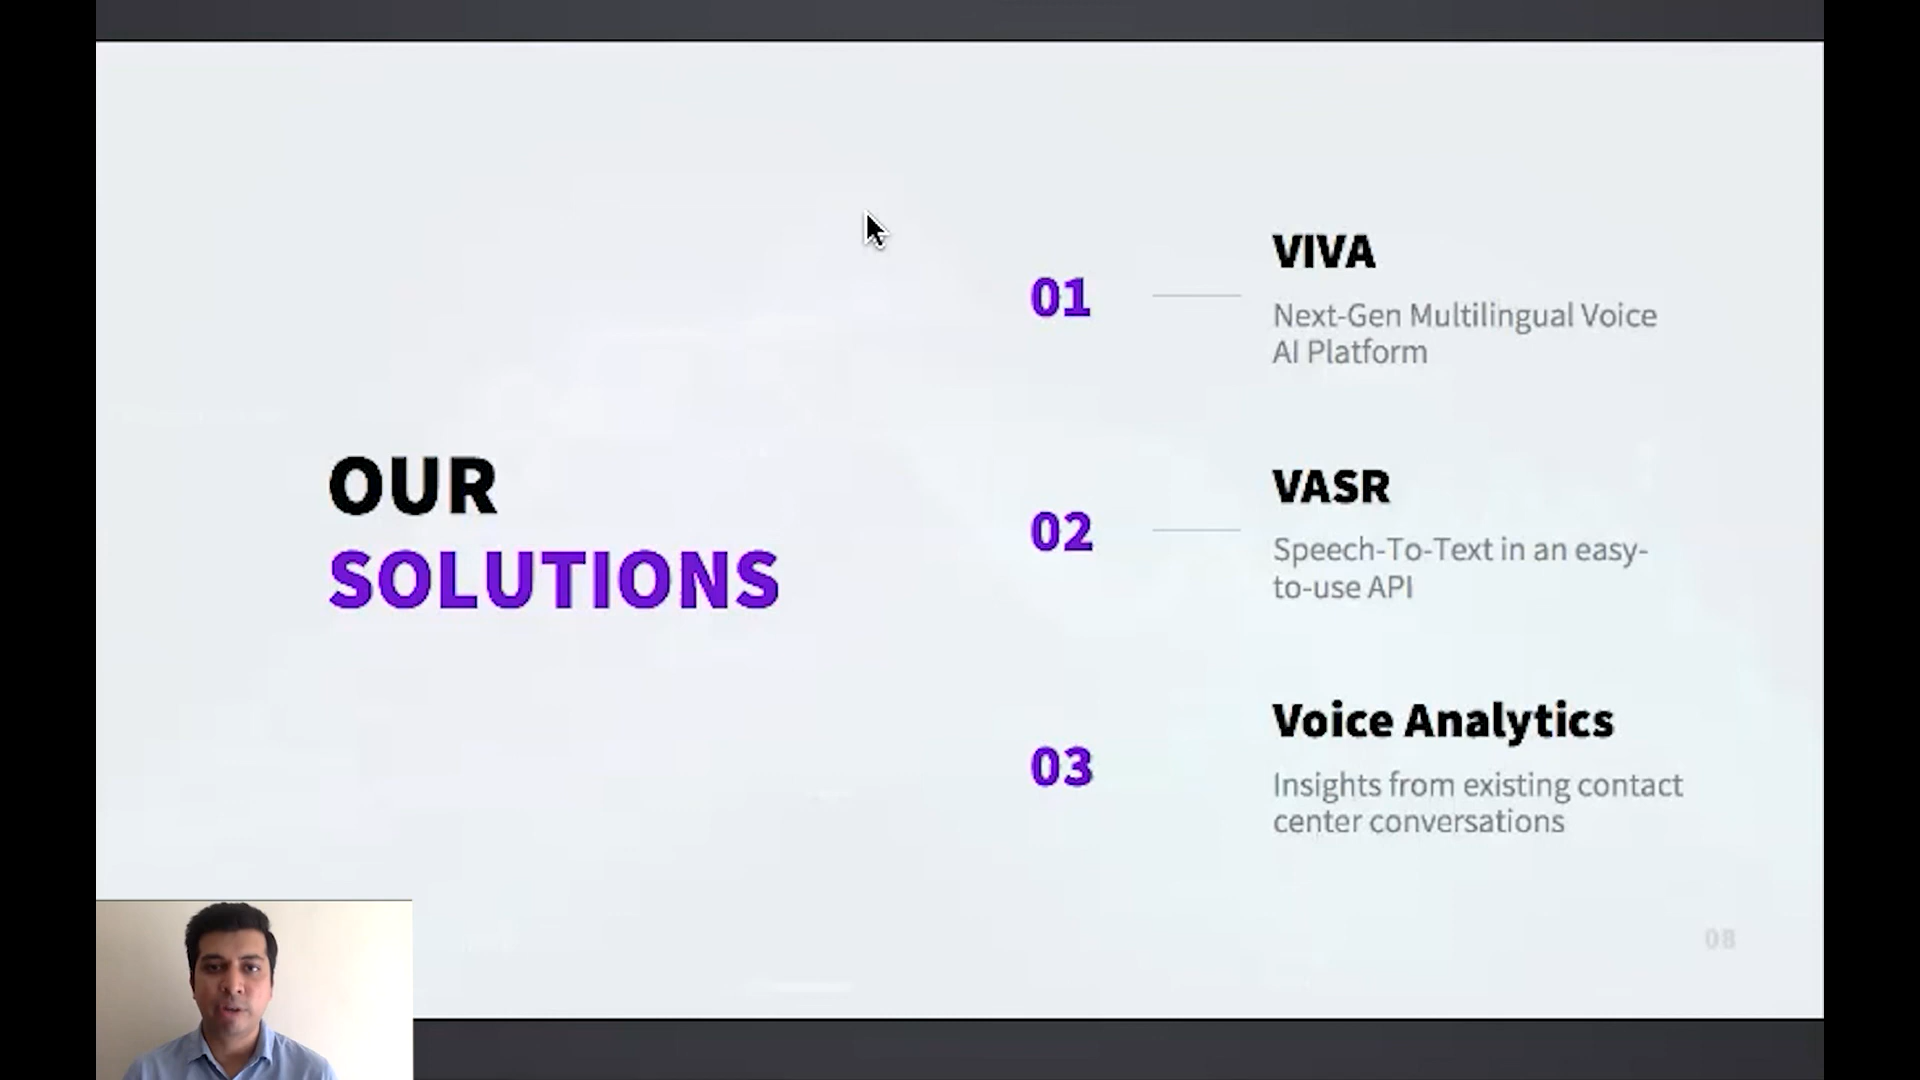 OUR
SOLUTIONS
01
VIVA
Next-Gen Multilingual Voice
AI Platform
02
VASR
Speech-To-Text in an easy-
to-use API
03
Voice Analytics
Insights from existing contact
center conversations
08